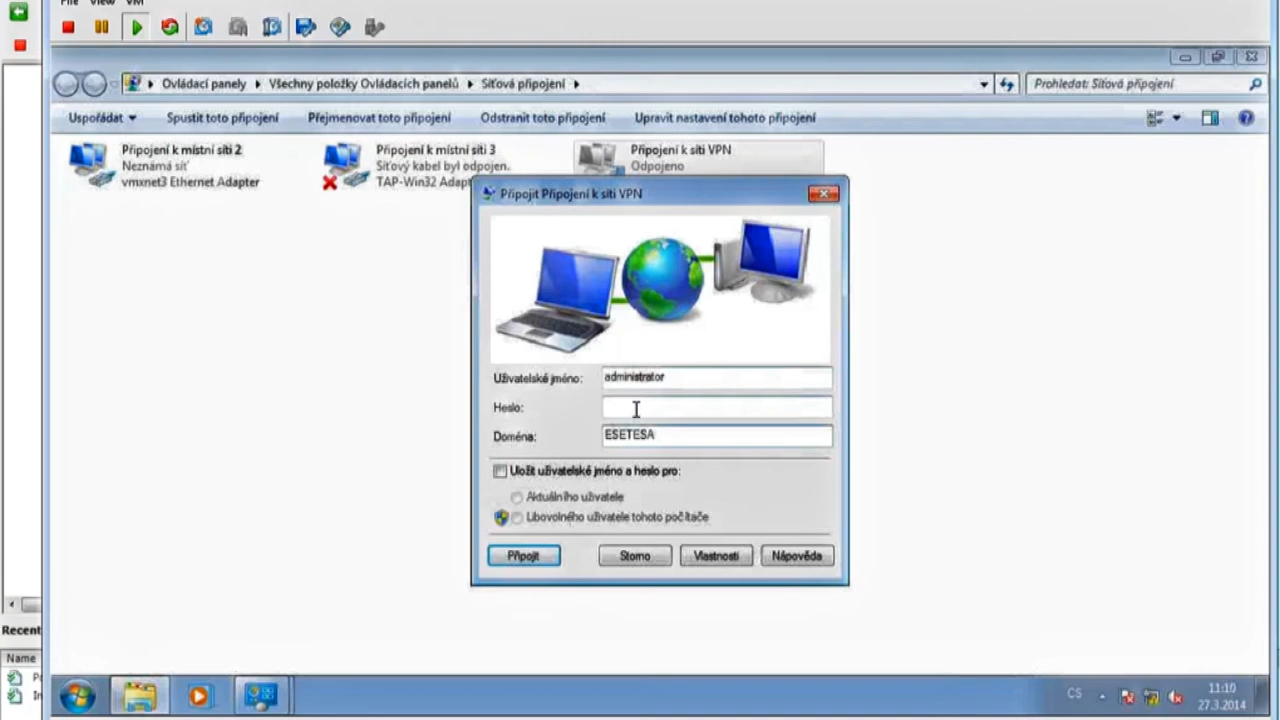 File View VM
Ovládací panely Všechny položky Ovládacích panelů Síťová připojení
Prohledat: Síťová připojení
Uspořádat Spustit toto připojení Přejmenovat toto připojení Odstranit toto připojení Upravit nastavení tohoto připojení
Připojení k místní síti 2
Neznámá síť
vmxnet3 Ethernet Adapter
Připojení k místní síti 3
Síťový kabel byl odpojen.
TAP-Win32 Adapt
Připojení k síti VPN
Odpojeno
Připojit Připojení k síti VPN
Uživatelské jméno: administrator
Heslo:
Doména: ESETESA
Uložit uživatelské jméno a heslo pro:
Aktuálního uživatele
Libovolného uživatele tohoto počítače
Připojit Storno Vlastnosti Nápověda
Recent
Name
CS
11:10
27.3.2014